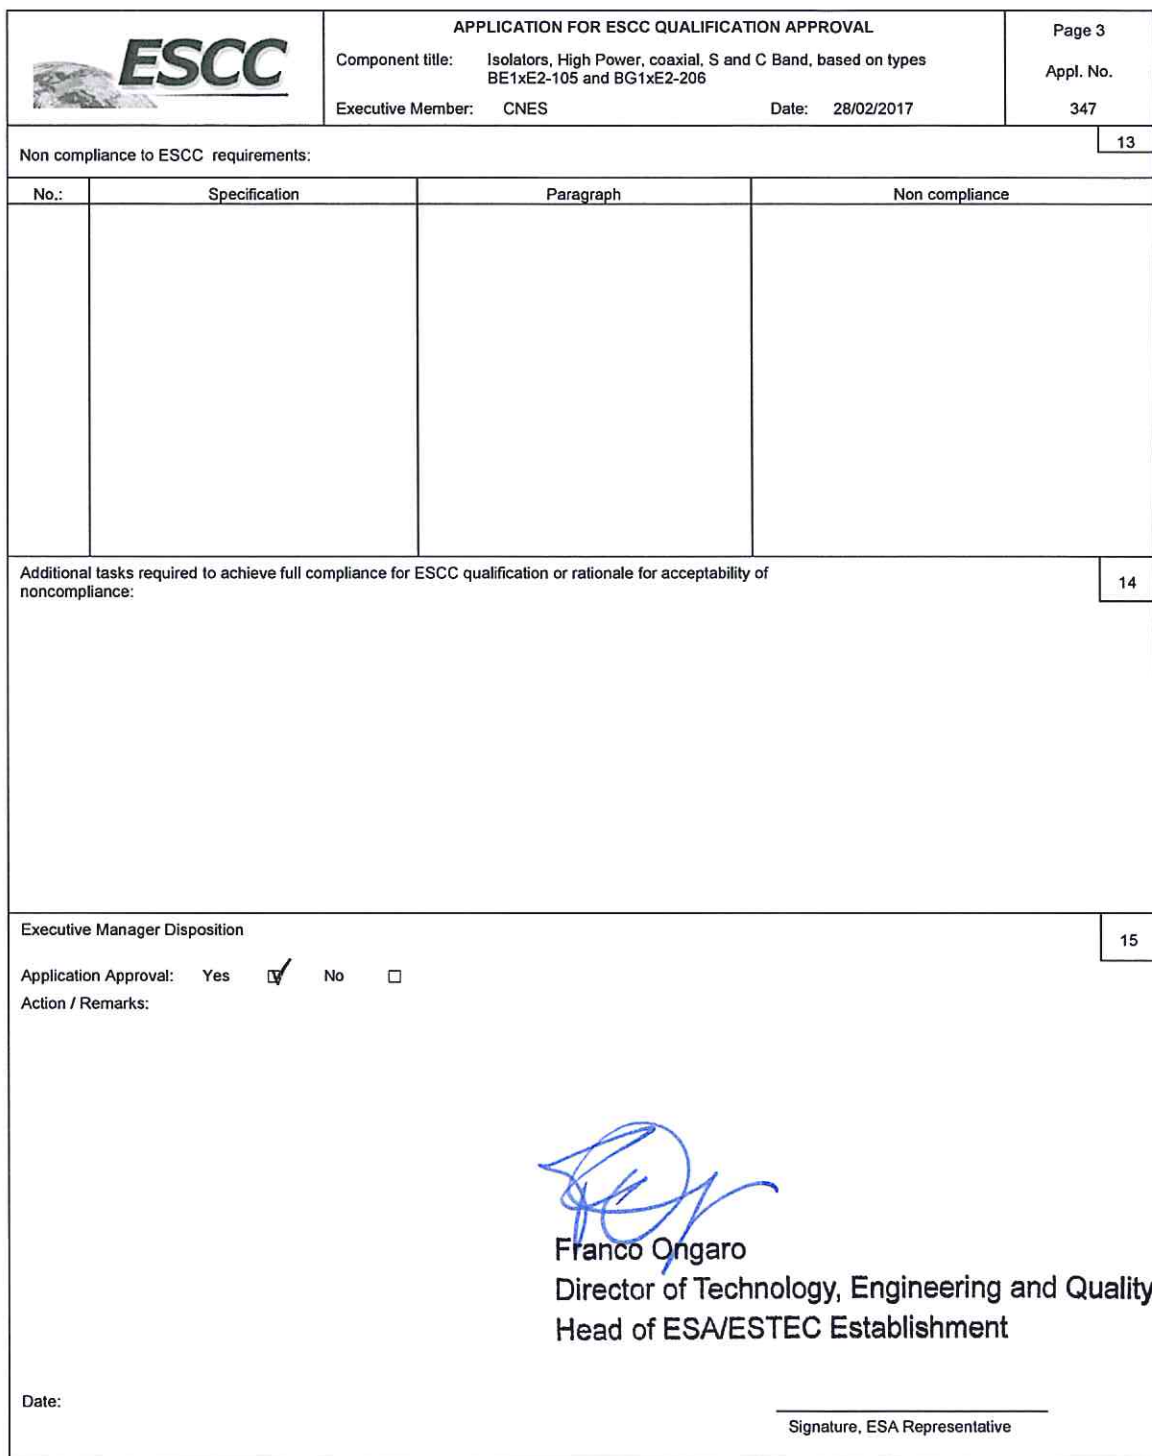 ESCC
APPLICATION FOR ESCC QUALIFICATION APPROVAL
Component title: Isolators, High Power, coaxial, S and C Band, based on types
BE1xE2-105 and BG1xE2-206
Executive Member: CNES Date: 28/02/2017
Page 3
Appl. No.
347
13
Non compliance to ESCC requirements:
No.: Specification Paragraph Non compliance
Additional tasks required to achieve full compliance for ESCC qualification or rationale for acceptability of
noncompliance:
14
Executive Manager Disposition
15
Application Approval: Yes No
Action / Remarks:
Franco Ongaro
Director of Technology, Engineering and Quality
Head of ESA/ESTEC Establishment
Date:
Signature, ESA Representative